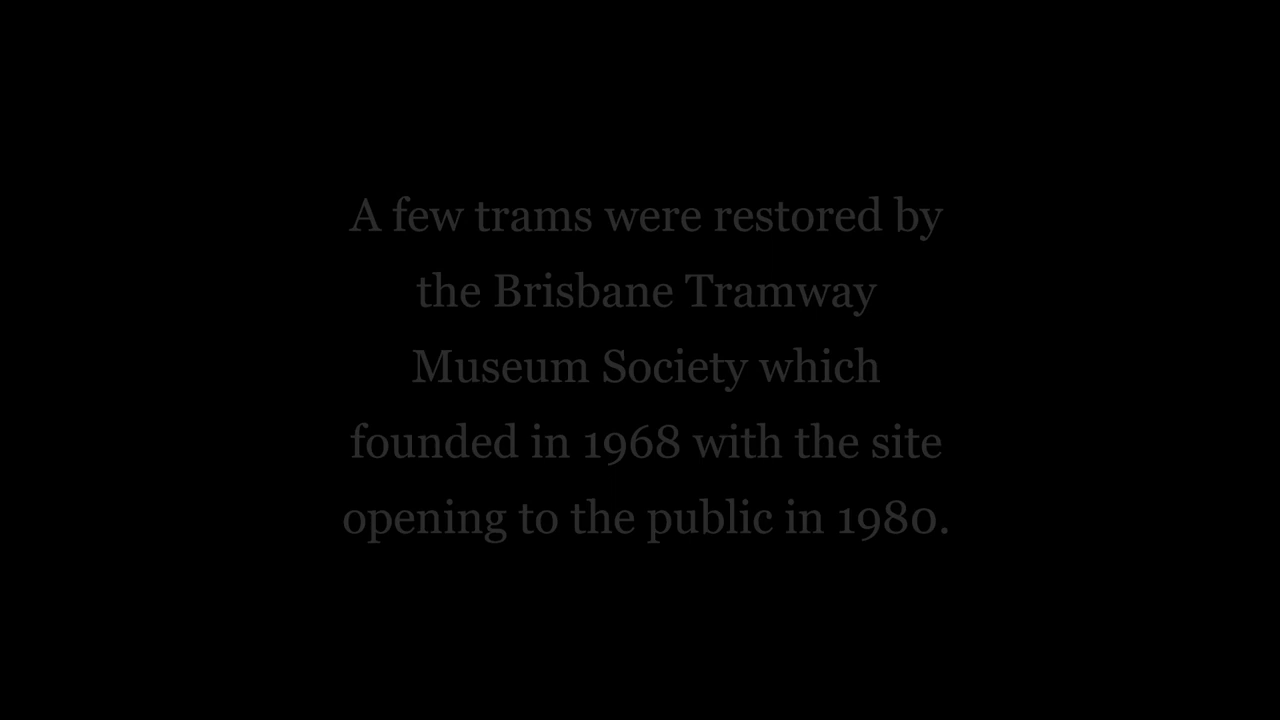 A few trams were restored by
the Brisbane Tramway
Museum Society which
founded in 1968 with the site
opening to the public in 1980.